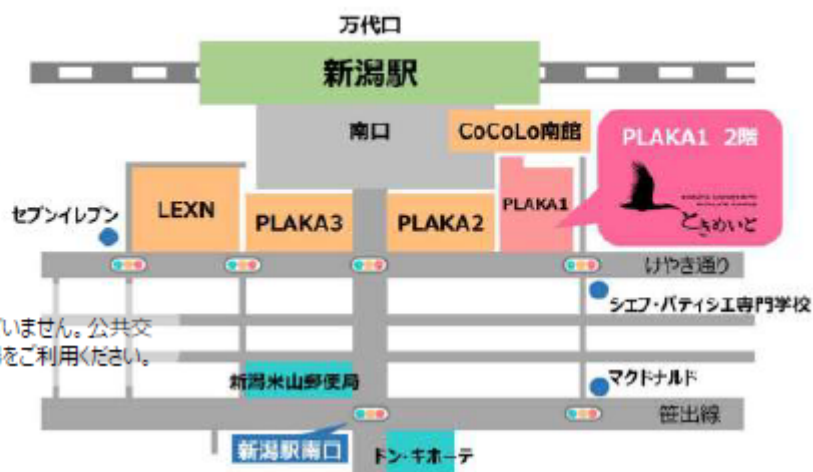 万代口
新潟駅
南口
CoCoLo南館
PLAKA1 2階
ときめいと
LEXN
PLAKA3
PLAKA2
PLAKA1
セブンイレブン
けやき通り
シェフ・パティシエ専門学校
いません。公共交
をご利用ください。
新潟米山郵便局
マクドナルド
笹出線
新潟駅南口
ドン・キホーテ